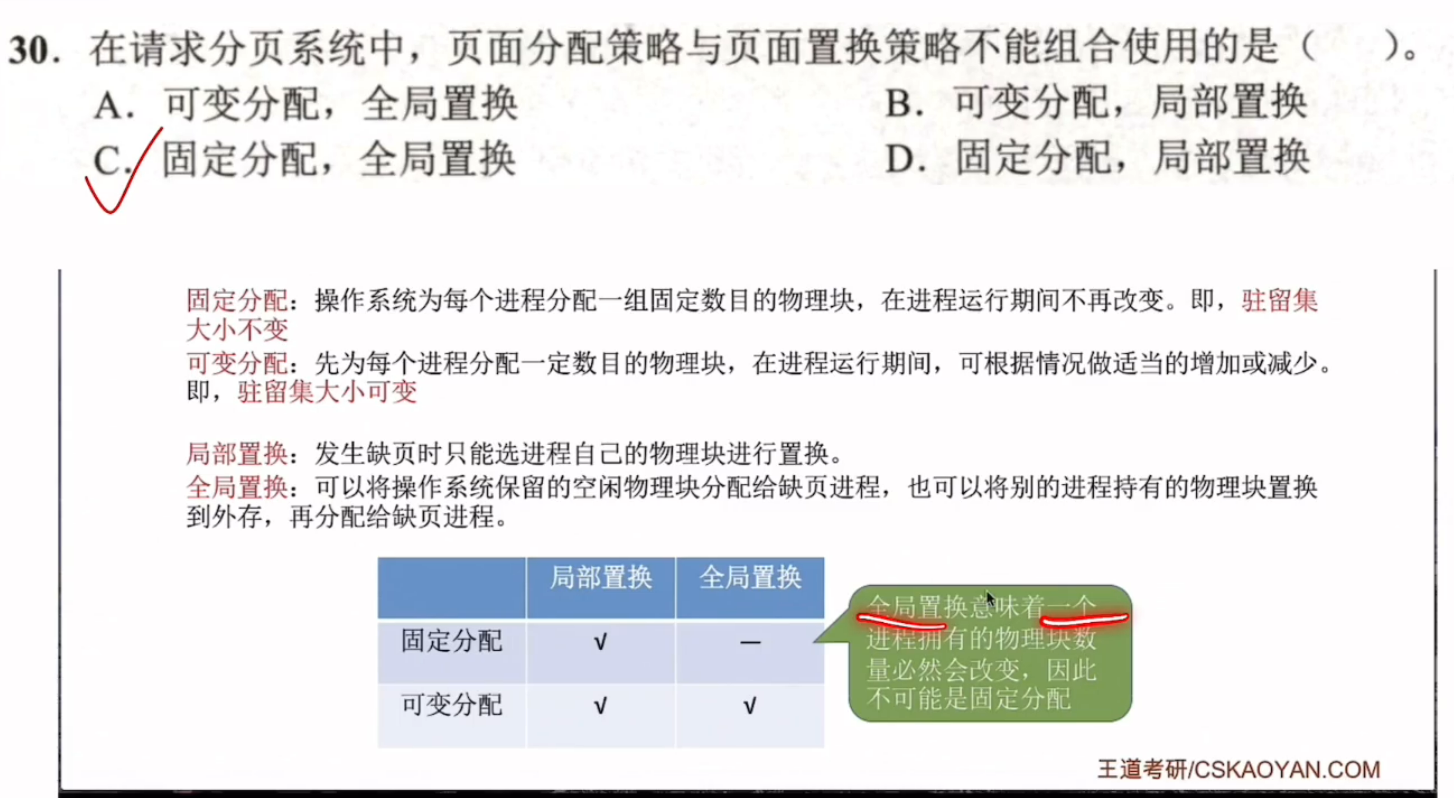 30. 在请求分页系统中，页面分配策略与页面置换策略不能组合使用的是（　　）。
A. 可变分配，全局置换　　B. 可变分配，局部置换
C. 固定分配，全局置换　　D. 固定分配，局部置换
固定分配：操作系统为每个进程分配一组固定数目的物理块，在进程运行期间不再改变。即，驻留集
大小不变
可变分配：先为每个进程分配一定数目的物理块，在进程运行期间，可根据情况做适当的增加或减少。
即，驻留集大小可变
局部置换：发生缺页时只能选进程自己的物理块进行置换。
全局置换：可以将操作系统保留的空闲物理块分配给缺页进程，也可以将别的进程持有的物理块置换
到外存，再分配给缺页进程。
局部置换　全局置换
固定分配　√　—
可变分配　√　√
全局置换意味着一个
进程拥有的物理块数
量必然会改变，因此
不可能是固定分配
王道考研/CSKAOYAN.COM